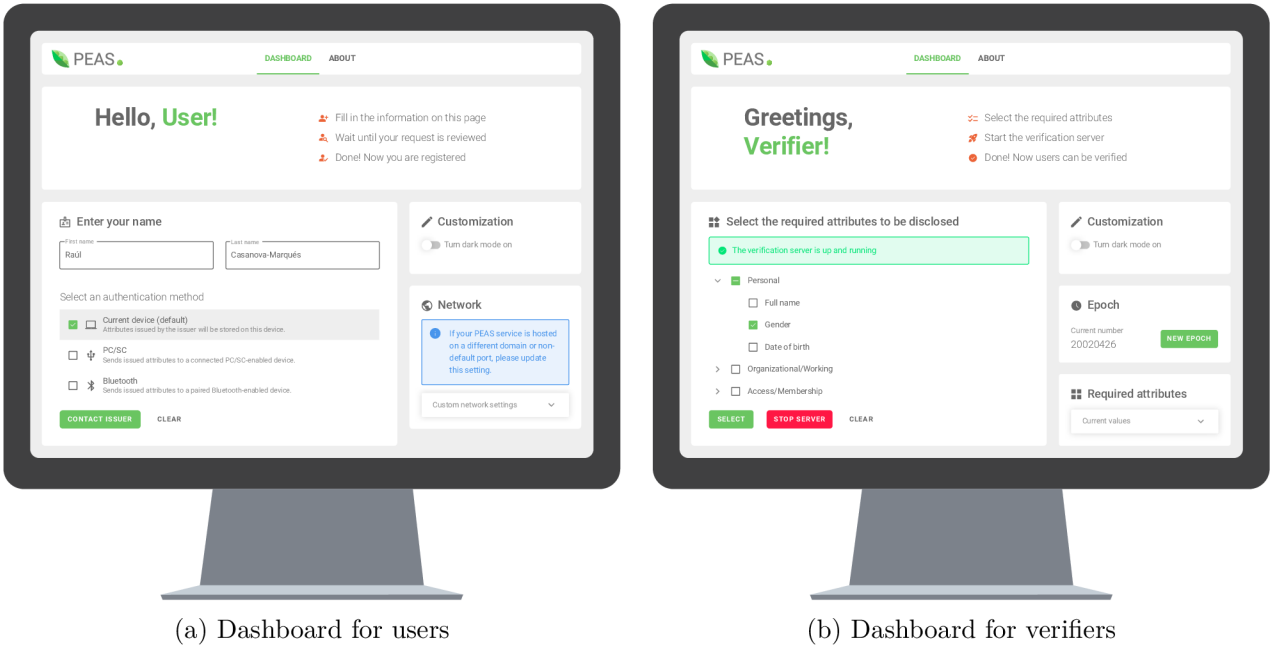 PEAS
DASHBOARD ABOUT
Hello, User!
Fill in the information on this page
Wait until your request is reviewed
Done! Now you are registered
Enter your name
First name
Raúl
Last name
Casanova-Marqués
Select an authentication method
Current device (default)
Attributes issued by the issuer will be stored on this device.
PC/SC
Sends issued attributes to a connected PC/SC-enabled device.
Bluetooth
Sends issued attributes to a paired Bluetooth-enabled device.
CONTACT ISSUER CLEAR
Customization
Turn dark mode on
Network
If your PEAS service is hosted
on a different domain or non-
default port, please update
this setting.
Custom network settings
(a) Dashboard for users
PEAS
DASHBOARD ABOUT
Greetings,
Verifier!
Select the required attributes
Start the verification server
Done! Now users can be verified
Select the required attributes to be disclosed
The verification server is up and running
Personal
Full name
Gender
Date of birth
Organizational/Working
Access/Membership
SELECT STOP SERVER CLEAR
Customization
Turn dark mode on
Epoch
Current number
20020426
NEW EPOCH
Required attributes
Current values
(b) Dashboard for verifiers